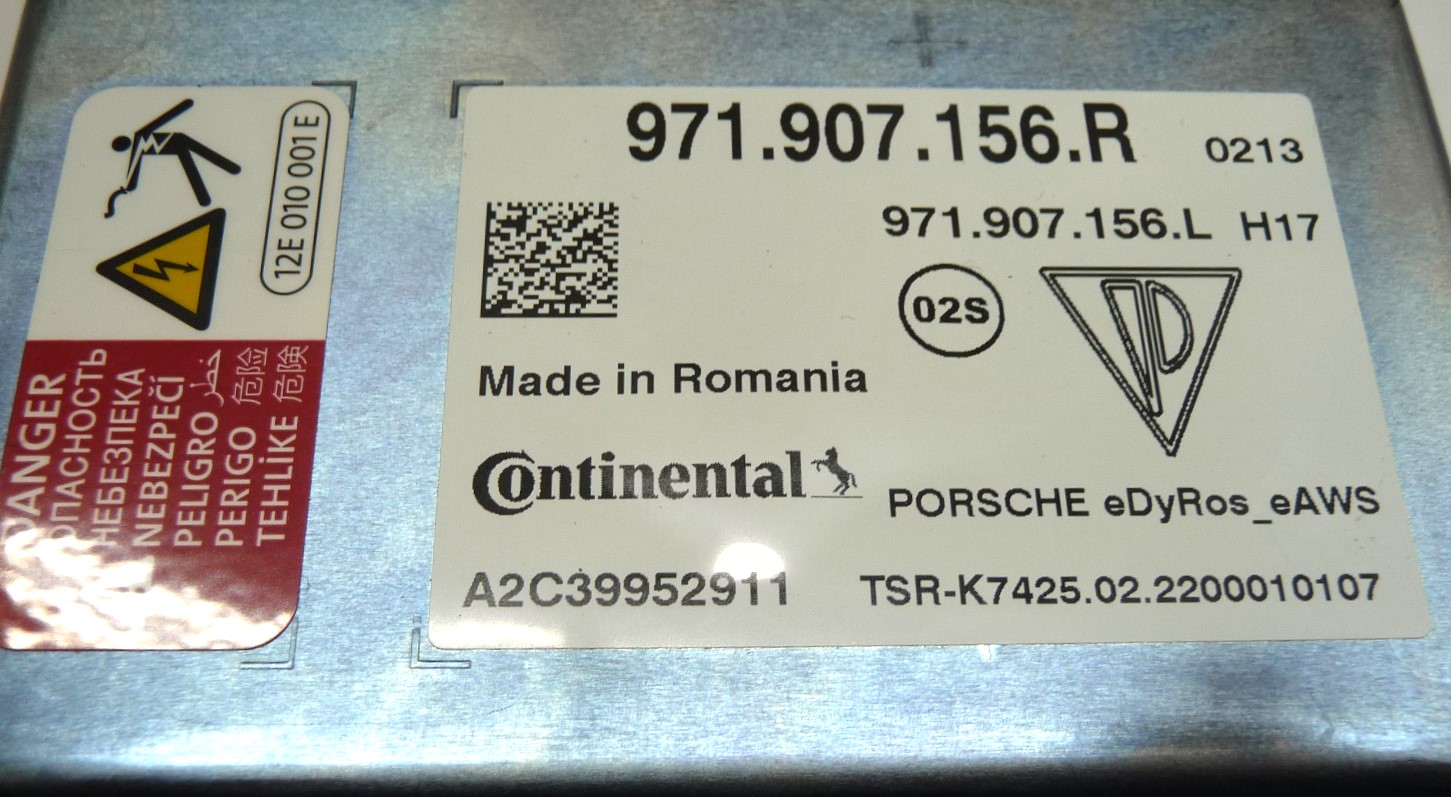 12E 010 001 E
DANGER
ОПАСНОСТЬ
НЕБЕЗПЕКА
NEBEZPEČÍ
PELIGRO خطر
PERIGO 危险
TEHLİKE 危険
971.907.156.R 0213
971.907.156.L H17
02S
Made in Romania
Continental
PORSCHE eDyRos_eAWS
A2C39952911 TSR-K7425.02.2200010107